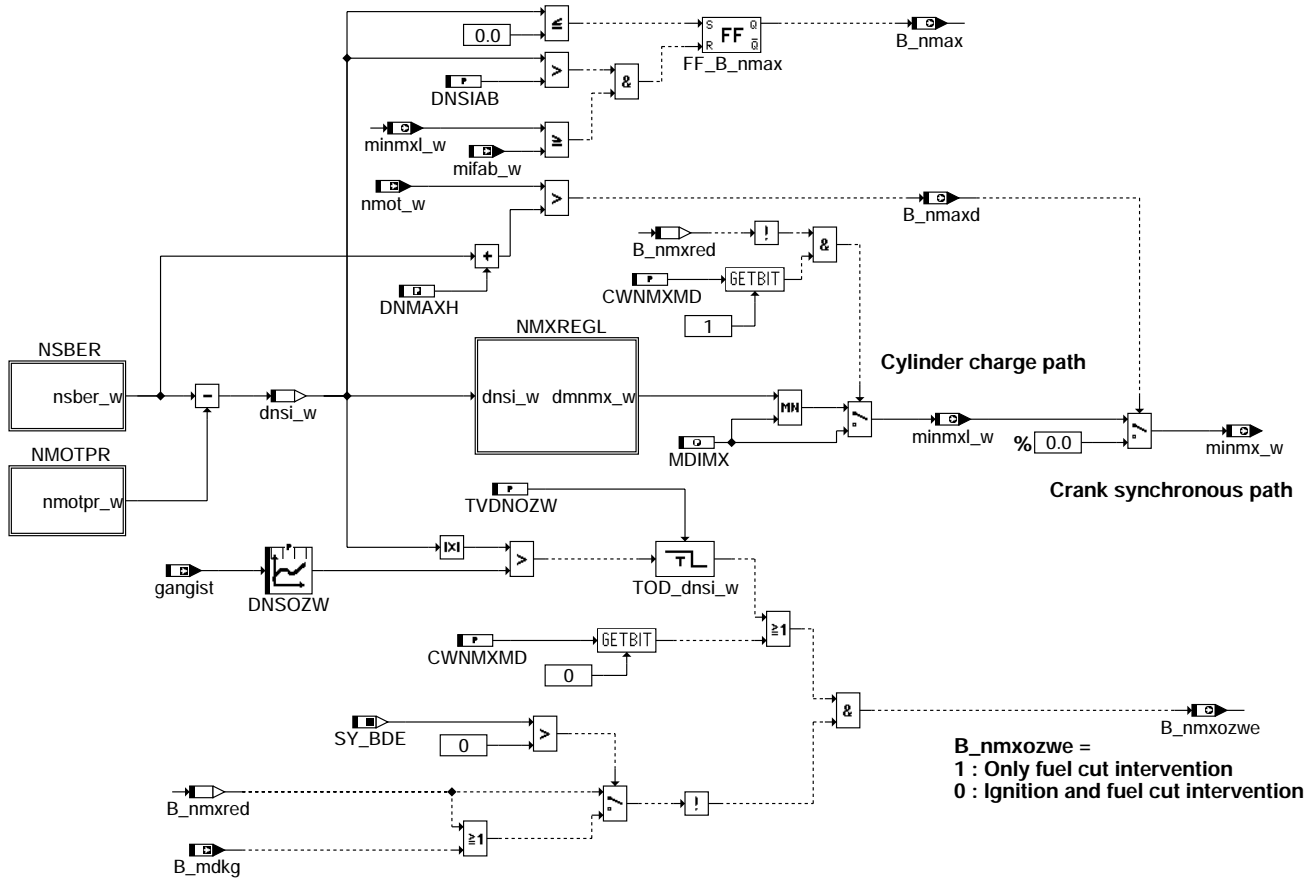 ≤
0.0
S Q
R Q̅
FF
FF_B_nmax
B_nmax
>
P
DNSIAB
&
minmxl_w
≥
mifab_w
nmot_w
>
B_nmaxd
B_nmxred
!
&
+
P
CWNMXMD
GETBIT
DNMAXH
1
NMXREGL
NSBER
Cylinder charge path
nsber_w
-
dnsi_w
dnsi_w dmnmx_w
MN
minmxl_w
% 0.0
minmx_w
NMOTPR
MDIMX
nmotpr_w
P
TVDNOZW
Crank synchronous path
P
|X|
>
T
gangist
DNSOZW
TOD_dnsi_w
≥1
P
CWNMXMD
GETBIT
0
&
SY_BDE
0
>
B_nmxozwe
B_nmxozwe =
1 : Only fuel cut intervention
0 : Ignition and fuel cut intervention
B_nmxred
!
≥1
B_mdkg